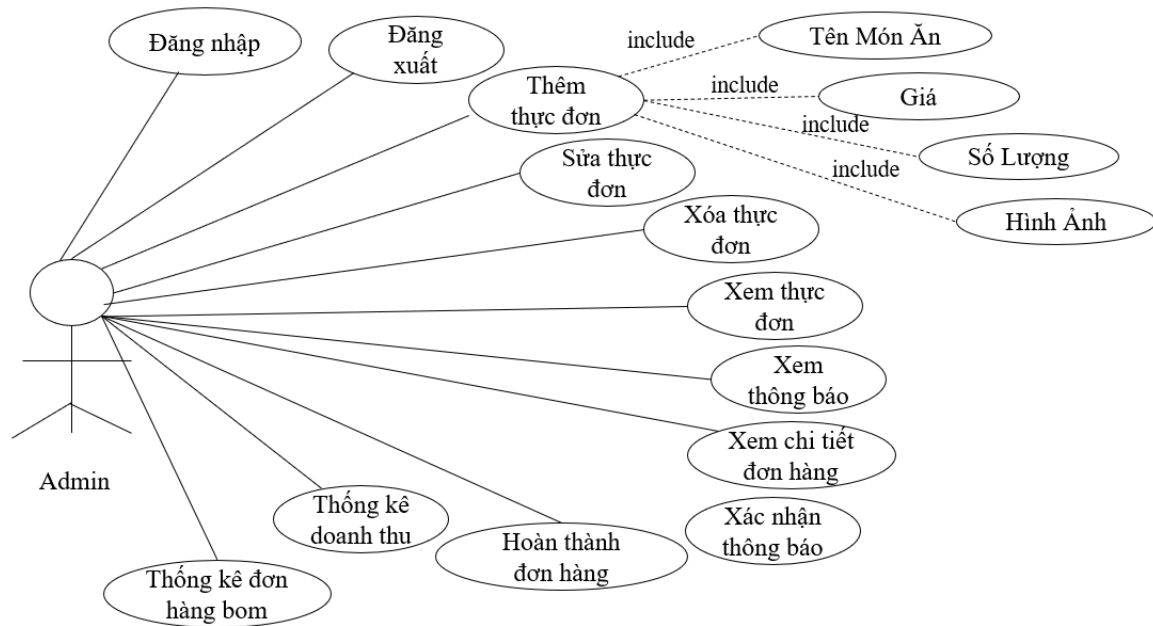 Đăng nhập
Đăng
xuất
Thêm
thực đơn
include
Tên Món Ăn
include
Giá
include
Số Lượng
include
Hình Ảnh
Sửa thực
đơn
Xóa thực
đơn
Xem thực
đơn
Xem
thông báo
Xem chi tiết
đơn hàng
Xác nhận
thông báo
Admin
Thống kê
doanh thu
Hoàn thành
đơn hàng
Thống kê đơn
hàng bom